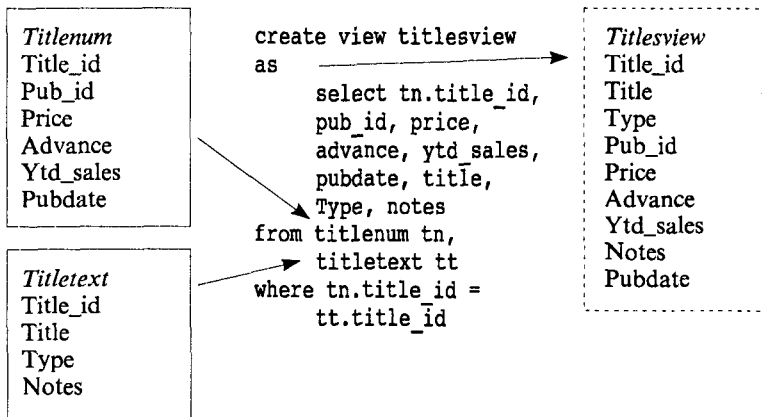 Titlenum
Title_id
Pub_id
Price
Advance
Ytd_sales
Pubdate
Titletext
Title_id
Title
Type
Notes
create view titlesview
as
select tn.title_id,
pub_id, price,
advance, ytd_sales,
pubdate, title,
Type, notes
from titlenum tn,
titletext tt
where tn.title_id =
tt.title_id
Titlesview
Title_id
Title
Type
Pub_id
Price
Advance
Ytd_sales
Notes
Pubdate